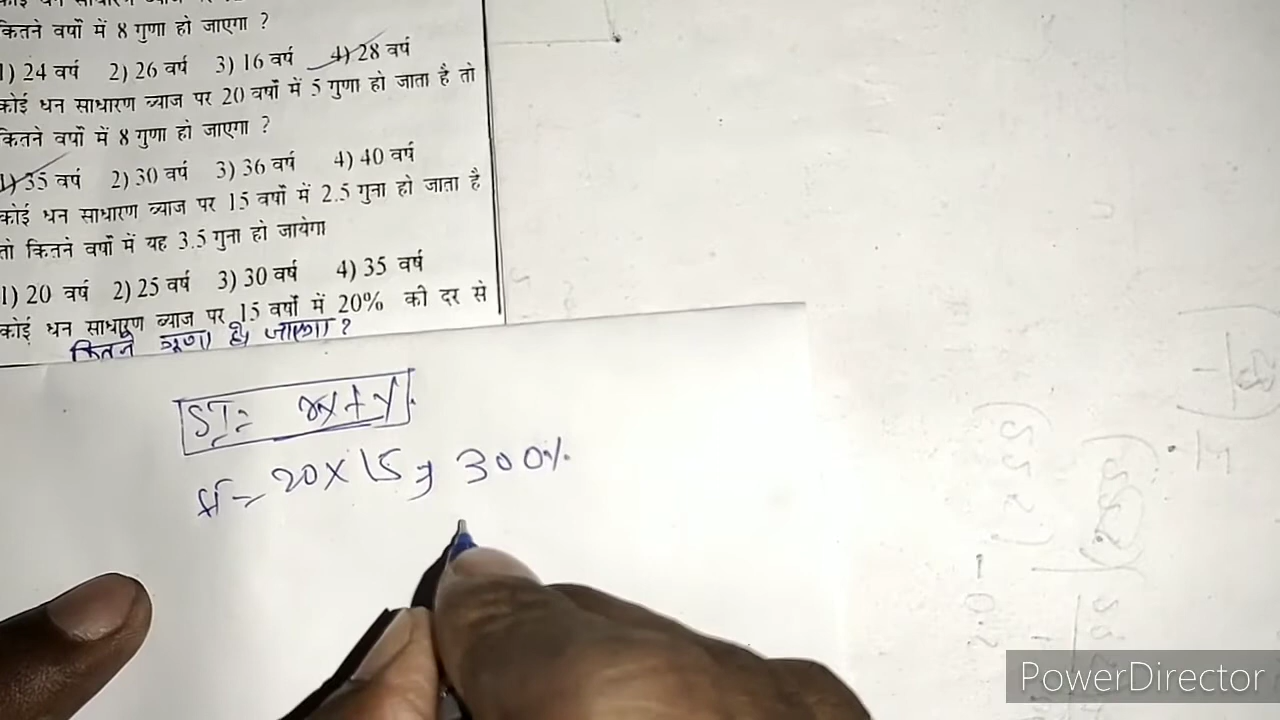 कितने वर्षों में 8 गुणा हो जाएगा ?
1) 24 वर्ष 2) 26 वर्ष 3) 16 वर्ष 4) 28 वर्ष
कोई धन साधारण ब्याज पर 20 वर्षों में 5 गुणा हो जाता है तो
कितने वर्षों में 8 गुणा हो जाएगा ?
1) 35 वर्ष 2) 30 वर्ष 3) 36 वर्ष 4) 40 वर्ष
कोई धन साधारण ब्याज पर 15 वर्षों में 2.5 गुना हो जाता है
तो कितने वर्षों में यह 3.5 गुना हो जायेगा
1) 20 वर्ष 2) 25 वर्ष 3) 30 वर्ष 4) 35 वर्ष
कोई धन साधारण ब्याज पर 15 वर्षों में 20% की दर से
कितने गुणा हो जाएगा ?
= 20 × 15 300%
PowerDirector